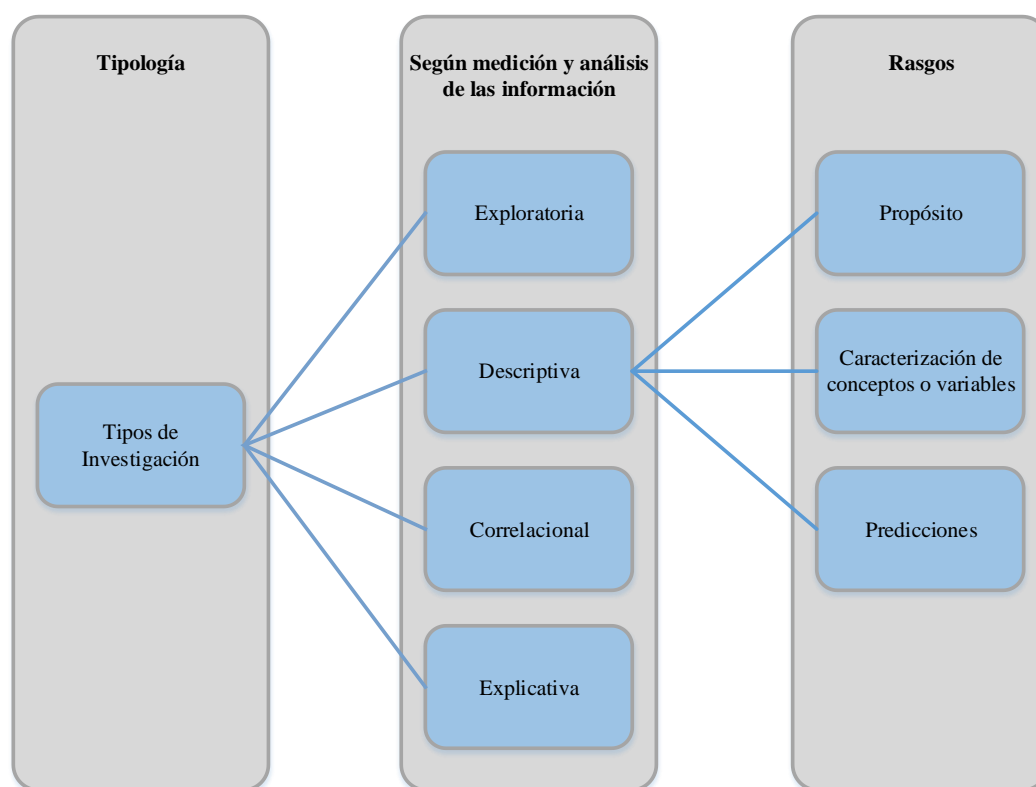 Tipología
Según medición y análisis
de las información
Rasgos
Exploratoria
Propósito
Descriptiva
Caracterización de
conceptos o variables
Tipos de
Investigación
Correlacional
Predicciones
Explicativa